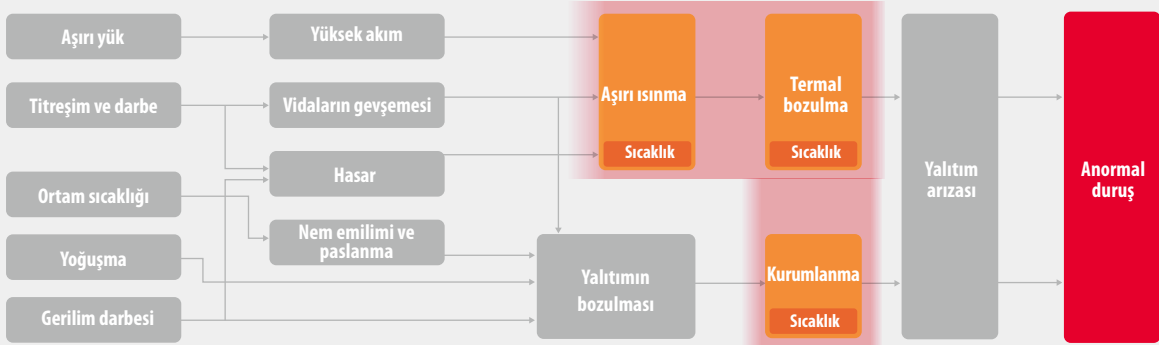 Aşırı yük
Yüksek akım
Titreşim ve darbe
Vidaların gevşemesi
Hasar
Ortam sıcaklığı
Nem emilimi ve
paslanma
Yoğuşma
Gerilim darbesi
Yalıtımın
bozulması
Aşırı ısınma
Sıcaklık
Termal
bozulma
Sıcaklık
Kurumlanma
Sıcaklık
Yalıtım
arızası
Anormal
duruş